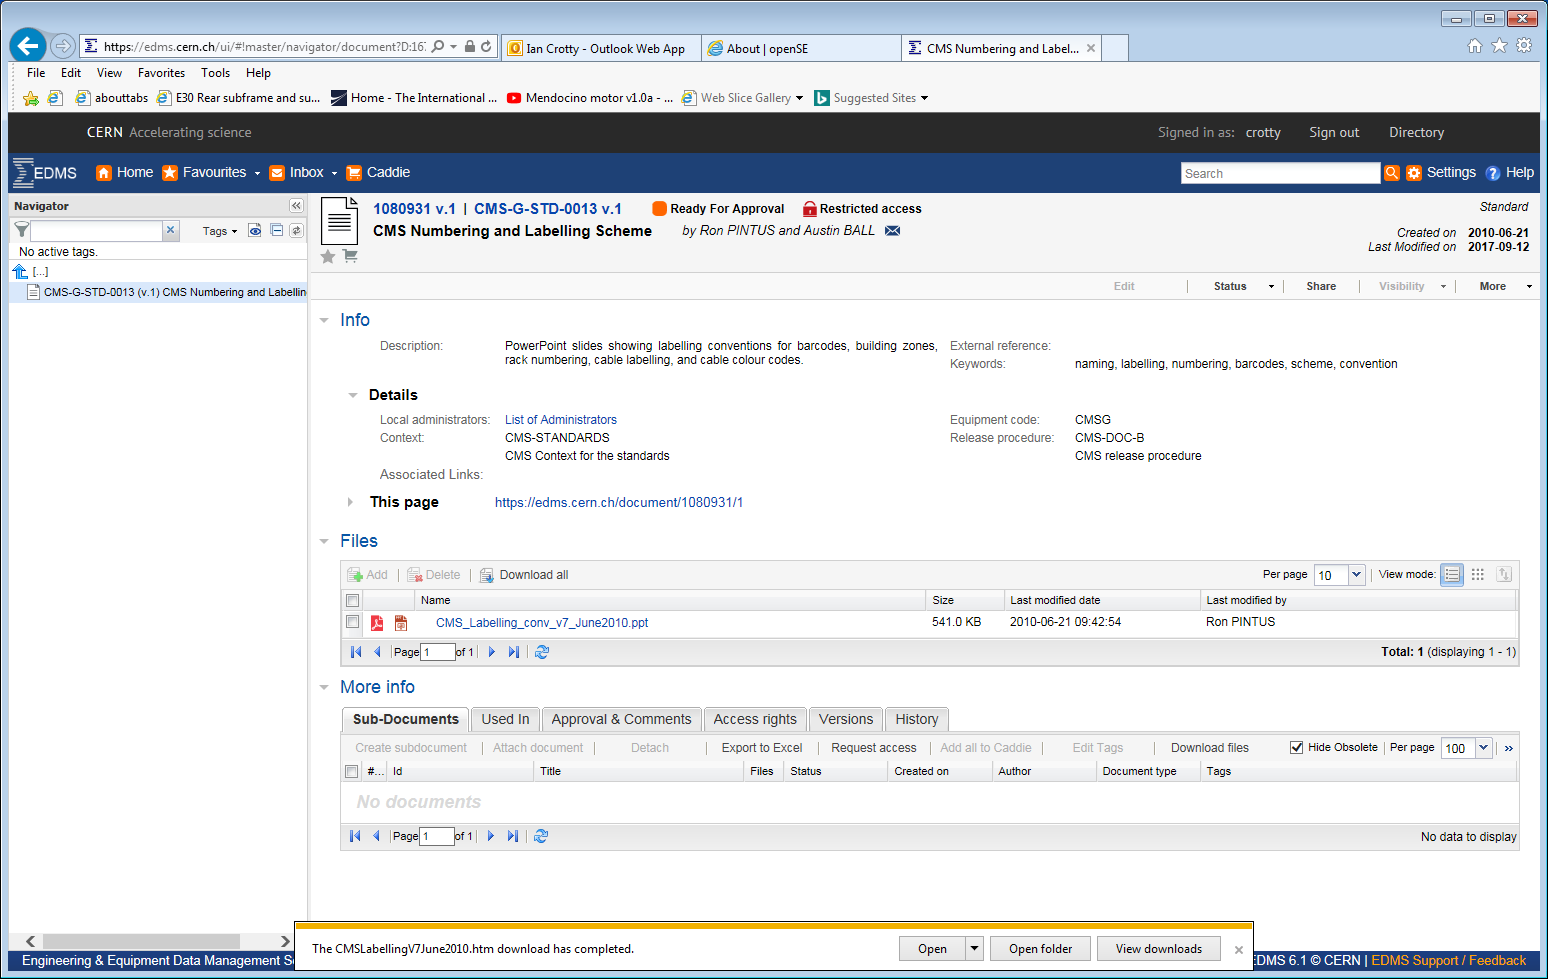 https://edms.cern.ch/ui/#!master/navigator/document?D:167
Ian Crotty - Outlook Web App
About | openSE
CMS Numbering and Label...
File Edit View Favorites Tools Help
abouttabs
E30 Rear subframe and su...
Home - The International ...
Mendocino motor v1.0a - ...
Web Slice Gallery
Suggested Sites
CERN Accelerating science
Signed in as: crotty Sign out Directory
EDMS Home Favourites Inbox Caddie
Search Settings Help
Navigator
Tags
No active tags.
[...]
CMS-G-STD-0013 (v.1) CMS Numbering and Labellin
1080931 v.1 | CMS-G-STD-0013 v.1 Ready For Approval Restricted access
CMS Numbering and Labelling Scheme by Ron PINTUS and Austin BALL
Standard
Created on 2010-06-21
Last Modified on 2017-09-12
Edit Status Share Visibility More
Info
Description: PowerPoint slides showing labelling conventions for barcodes, building zones,
rack numbering, cable labelling, and cable colour codes.
External reference:
Keywords: naming, labelling, numbering, barcodes, scheme, convention
Details
Local administrators: List of Administrators
Context: CMS-STANDARDS
CMS Context for the standards
Associated Links:
Equipment code: CMSG
Release procedure: CMS-DOC-B
CMS release procedure
This page https://edms.cern.ch/document/1080931/1
Files
Add | Delete | Download all
Per page 10 | View mode:
Name Size Last modified date Last modified by
CMS_Labelling_conv_v7_June2010.ppt 541.0 KB 2010-06-21 09:42:54 Ron PINTUS
Page 1 of 1
Total: 1 (displaying 1 - 1)
More info
Sub-Documents Used In Approval & Comments Access rights Versions History
Create subdocument | Attach document | Detach | Export to Excel | Request access | Add all to Caddie | Edit Tags | Download files
Hide Obsolete | Per page 100 | »
#... Id Title Files Status Created on Author Document type Tags
No documents
Page 1 of 1
No data to display
The CMSLabellingV7June2010.htm download has completed.
Open Open folder View downloads
Engineering & Equipment Data Management Se
EDMS 6.1 © CERN | EDMS Support / Feedback